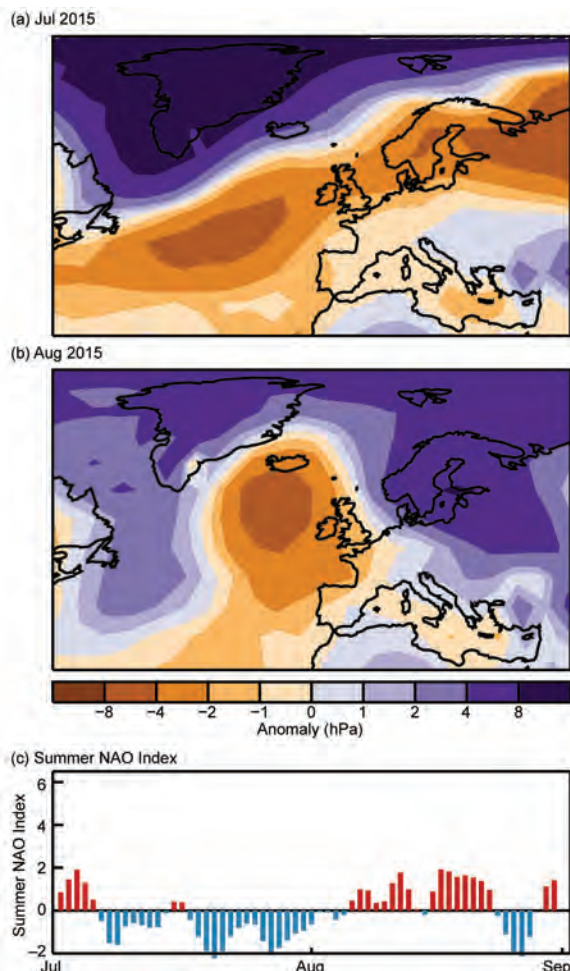 (a) Jul 2015
(b) Aug 2015
−8 −4 −2 −1 0 1 2 4 8
Anomaly (hPa)
(c) Summer NAO Index
Summer NAO Index
6
4
2
0
−2
Jul Aug Sep